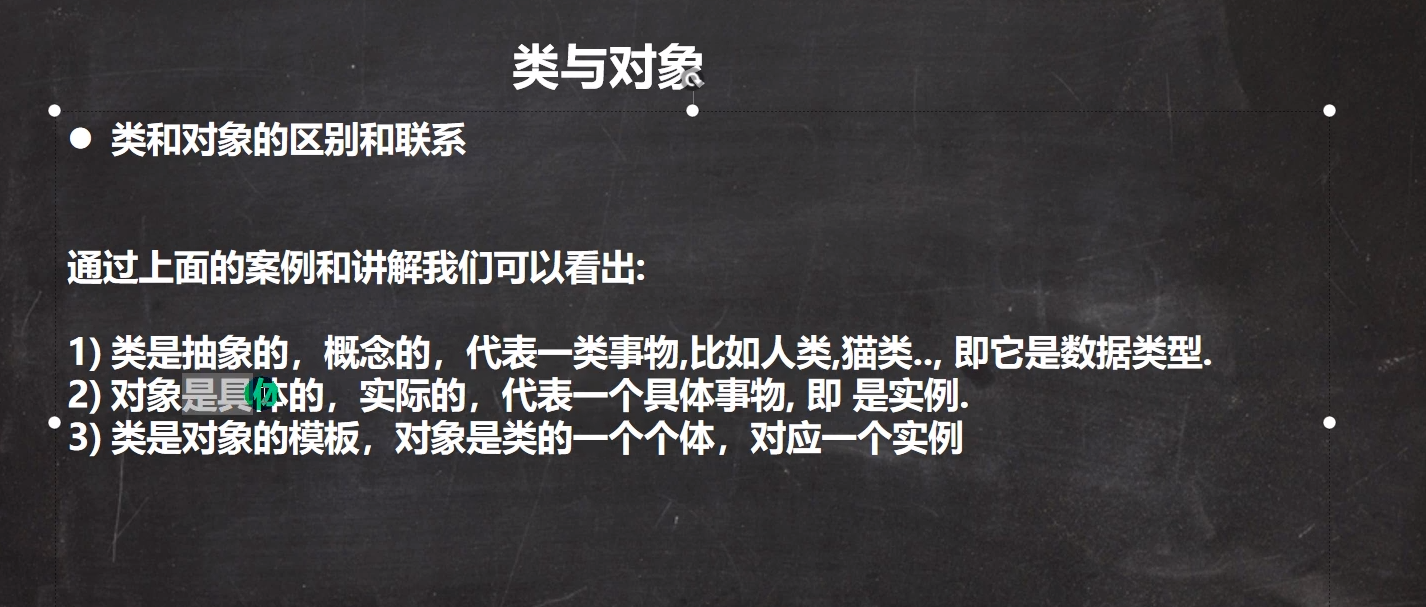 类与对象
● 类和对象的区别和联系
通过上面的案例和讲解我们可以看出:
1) 类是抽象的，概念的，代表一类事物,比如人类,猫类.., 即它是数据类型.
2) 对象是具体的，实际的，代表一个具体事物, 即 是实例.
3) 类是对象的模板，对象是类的一个个体，对应一个实例